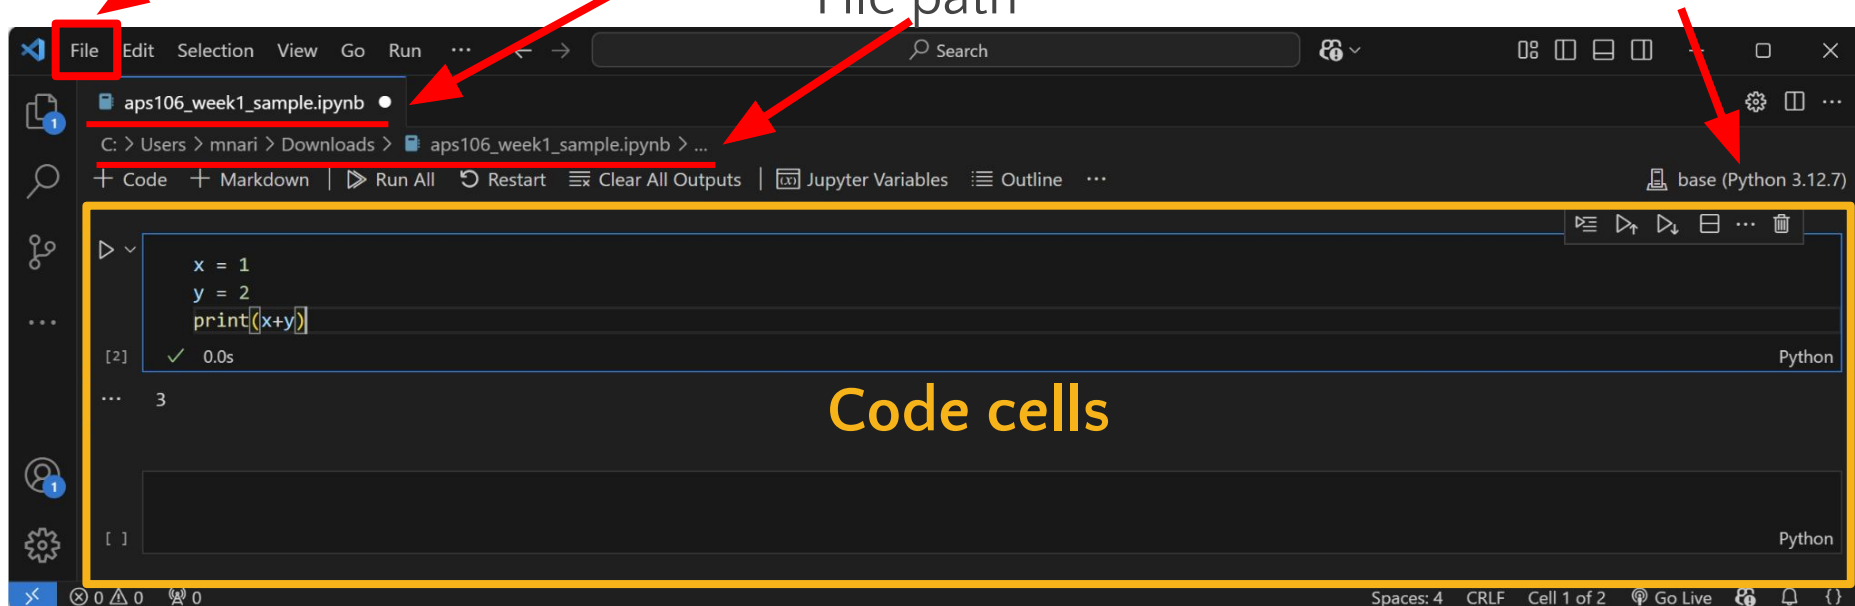 File path
File Edit Selection View Go Run ... Search
aps106_week1_sample.ipynb
C: > Users > mnari > Downloads > aps106_week1_sample.ipynb > ...
+ Code + Markdown | Run All Restart Clear All Outputs | Jupyter Variables Outline ... base (Python 3.12.7)
x = 1
y = 2
print(x+y)
[2] ✓ 0.0s Python
... 3
Code cells
[ ] Python
0 0 0 Spaces: 4 CRLF Cell 1 of 2 Go Live {}
1
1